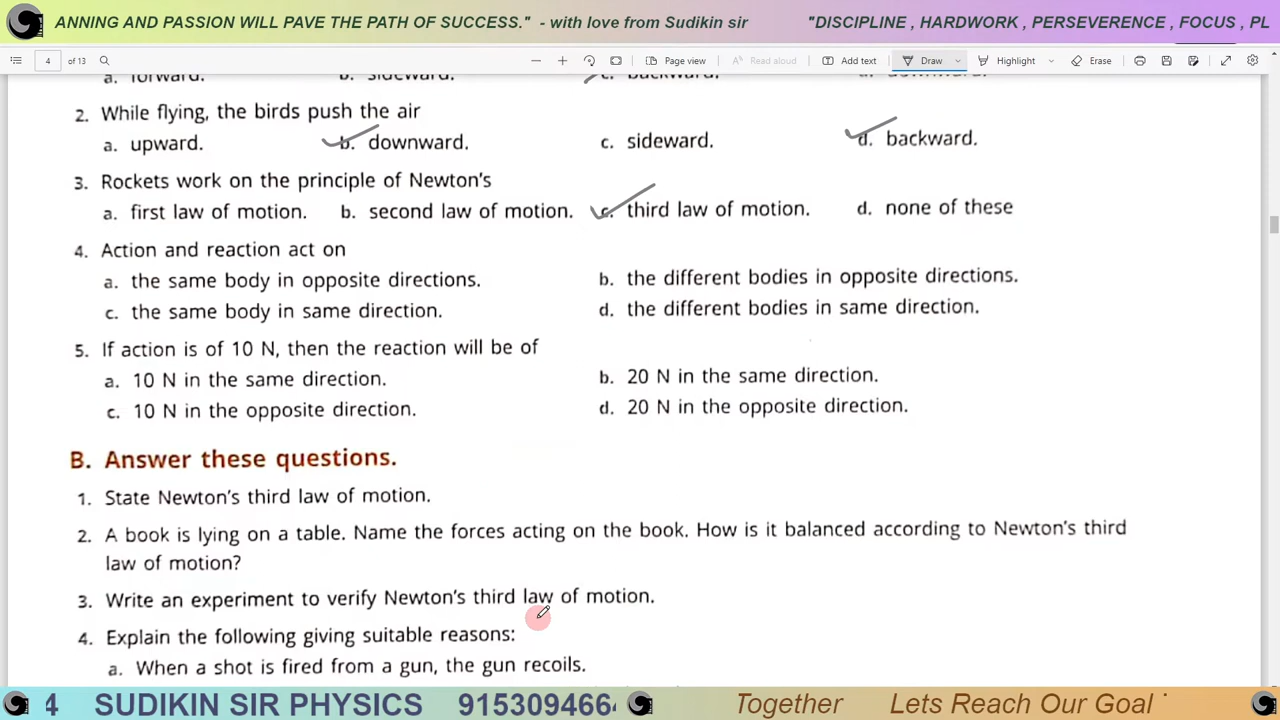 ANNING AND PASSION WILL PAVE THE PATH OF SUCCESS." - with love from Sudikin sir "DISCIPLINE , HARDWORK , PERSEVERENCE , FOCUS , PL
4 of 13 Page view Read aloud Add text Draw Highlight Erase
a. forward. b. sideward. c. backward. d. downward.
2. While flying, the birds push the air
a. upward. b. downward. c. sideward. d. backward.
3. Rockets work on the principle of Newton's
a. first law of motion. b. second law of motion. c. third law of motion. d. none of these
4. Action and reaction act on
a. the same body in opposite directions. b. the different bodies in opposite directions.
c. the same body in same direction. d. the different bodies in same direction.
5. If action is of 10 N, then the reaction will be of
a. 10 N in the same direction. b. 20 N in the same direction.
c. 10 N in the opposite direction. d. 20 N in the opposite direction.
B. Answer these questions.
1. State Newton's third law of motion.
2. A book is lying on a table. Name the forces acting on the book. How is it balanced according to Newton's third
law of motion?
3. Write an experiment to verify Newton's third law of motion.
4. Explain the following giving suitable reasons:
a. When a shot is fired from a gun, the gun recoils.
4 SUDIKIN SIR PHYSICS 9153094664 Together Lets Reach Our Goal